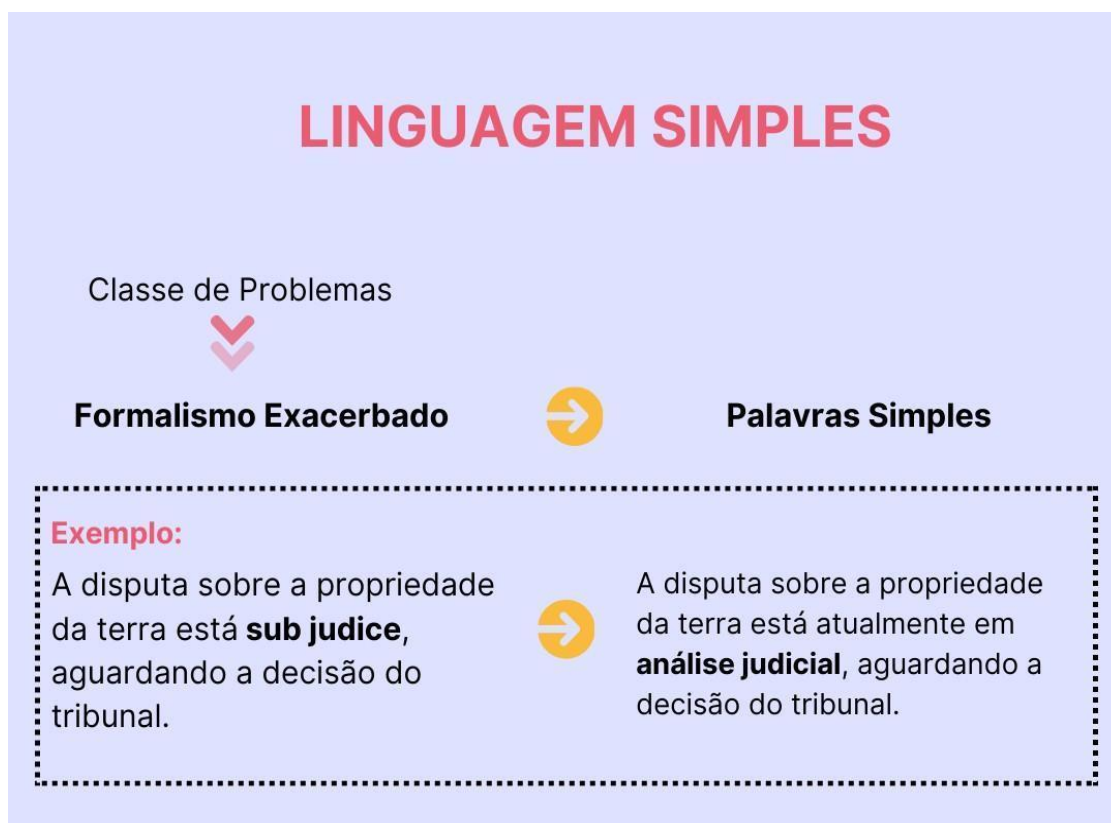 LINGUAGEM SIMPLES
Classe de Problemas
Formalismo Exacerbado
Palavras Simples
Exemplo:
A disputa sobre a propriedade
da terra está sub judice,
aguardando a decisão do
tribunal.
A disputa sobre a propriedade
da terra está atualmente em
análise judicial, aguardando a
decisão do tribunal.